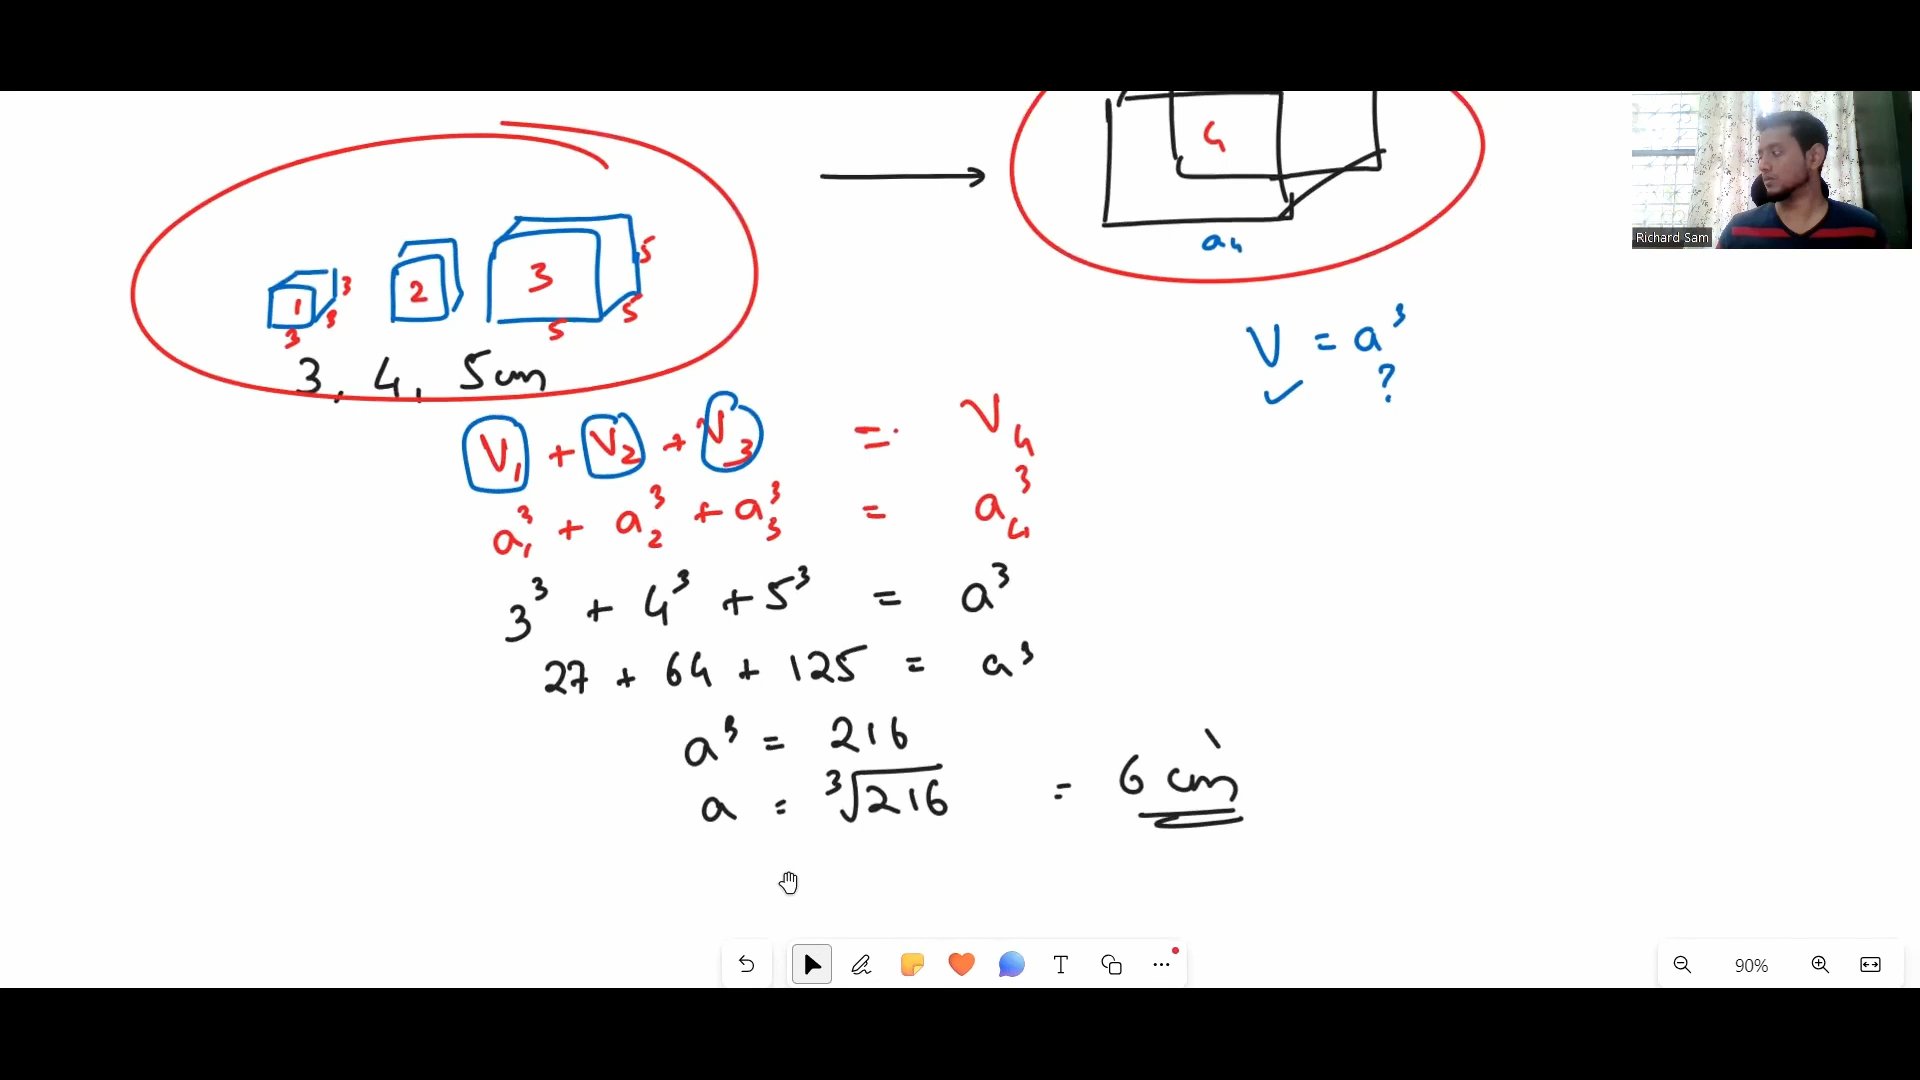 4
a₄
Richard Sam
1 3 3 3
2
3 5 5 5
3, 4, 5cm
V = a³
?
V₁ + V₂ + V₃ = V₄
a₁³ + a₂³ + a₃³ = a₄³
3³ + 4³ + 5³ = a³
27 + 64 + 125 = a³
a³ = 216
a = ³√216 = 6 cm
T
90%